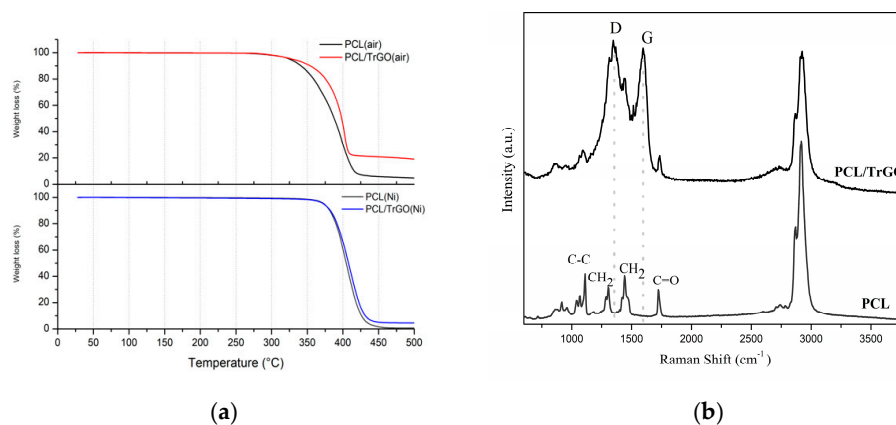 PCL(air)
PCL/TrGO(air)
100
80
60
40
20
0
Weight loss (%)
PCL(Ni)
PCL/TrGO(Ni)
100
80
60
40
20
0
Weight loss (%)
0 50 100 150 200 250 300 350 400 450 500
Temperature (°C)
(a)
b)
D
G
PCL/TrGO
C-C
CH2
CH2
C=O
PCL
Intensity (a.u.)
1000 1500 2000 2500 3000 3500
Raman Shift (cm-1)
(b)